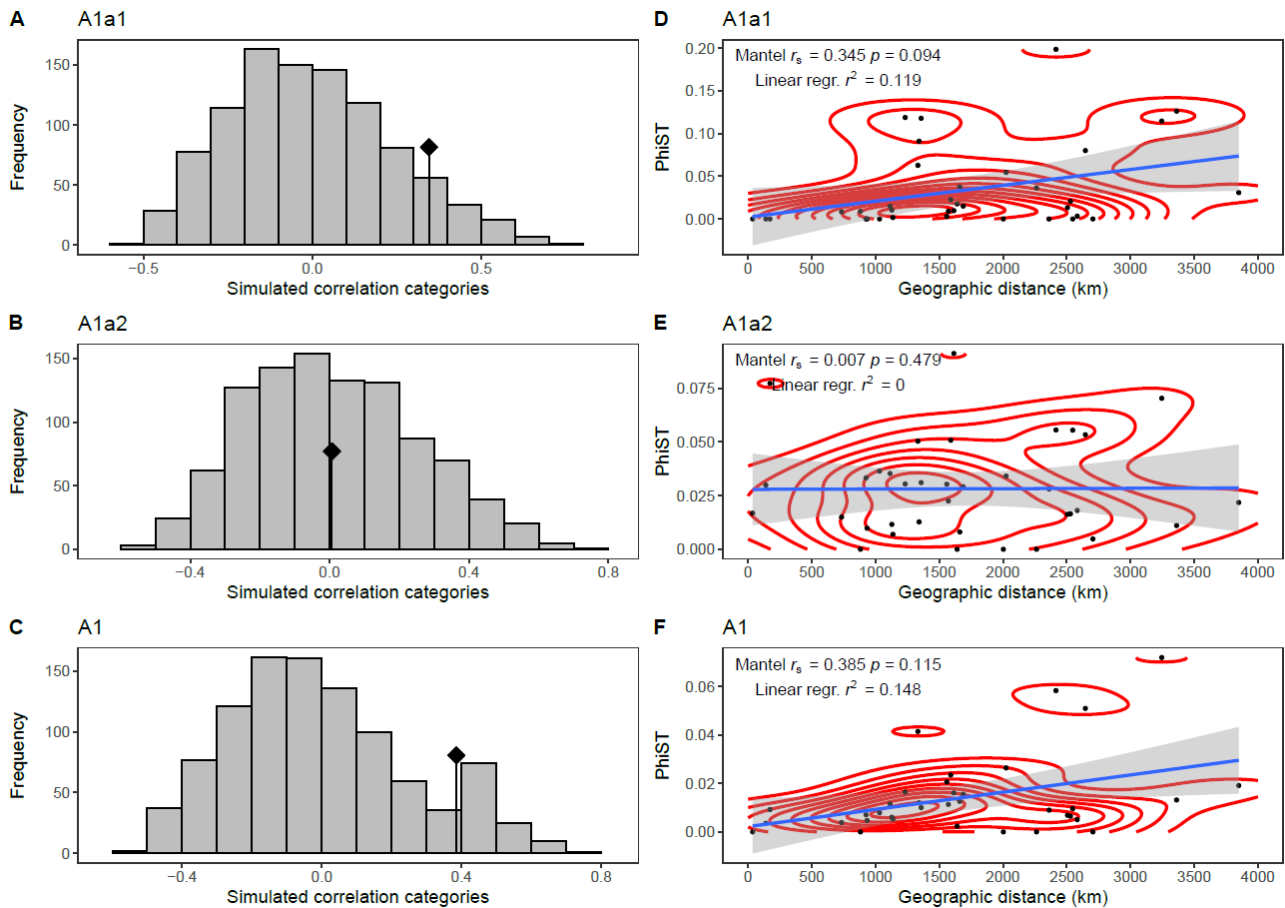 A A1a1
Frequency
150
100
50
0
−0.5 0.0 0.5
Simulated correlation categories
B A1a2
Frequency
150
100
50
0
−0.4 0.0 0.4 0.8
Simulated correlation categories
C A1
Frequency
150
100
50
0
−0.4 0.0 0.4 0.8
Simulated correlation categories
D A1a1
PhiST
0.20
0.15
0.10
0.05
0.00
Mantel rs = 0.345 p = 0.094
Linear regr. r² = 0.119
0 500 1000 1500 2000 2500 3000 3500 4000
Geographic distance (km)
E A1a2
PhiST
0.075
0.050
0.025
0.000
Mantel rs = 0.007 p = 0.479
Linear regr. r² = 0
0 500 1000 1500 2000 2500 3000 3500 4000
Geographic distance (km)
F A1
PhiST
0.06
0.04
0.02
0.00
Mantel rs = 0.385 p = 0.115
Linear regr. r² = 0.148
0 500 1000 1500 2000 2500 3000 3500 4000
Geographic distance (km)